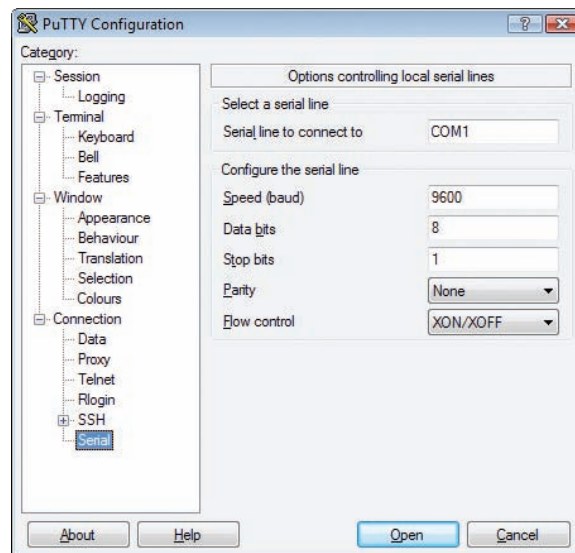 PuTTY Configuration
Category:
Session
Logging
Terminal
Keyboard
Bell
Features
Window
Appearance
Behaviour
Translation
Selection
Colours
Connection
Data
Proxy
Telnet
Rlogin
SSH
Serial
Options controlling local serial lines
Select a serial line
Serial line to connect to COM1
Configure the serial line
Speed (baud) 9600
Data bits 8
Stop bits 1
Parity None
Flow control XON/XOFF
About Help Open Cancel